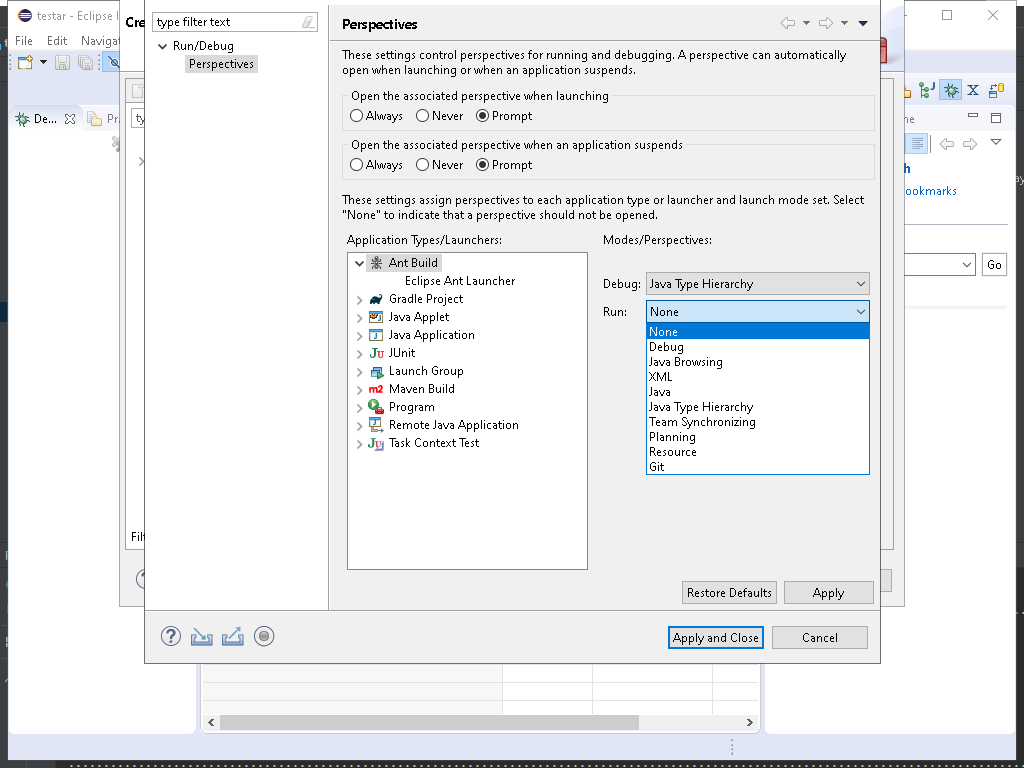 testar - Eclipse I
File Edit Navigat
De...
Pr
Cre
ty
Filt
type filter text
Run/Debug
Perspectives
Perspectives
These settings control perspectives for running and debugging. A perspective can automatically
open when launching or when an application suspends.
Open the associated perspective when launching
Always Never Prompt
Open the associated perspective when an application suspends
Always Never Prompt
These settings assign perspectives to each application type or launcher and launch mode set. Select
"None" to indicate that a perspective should not be opened.
Application Types/Launchers:
Ant Build
Eclipse Ant Launcher
Gradle Project
Java Applet
Java Application
JUnit
Launch Group
Maven Build
Program
Remote Java Application
Task Context Test
Modes/Perspectives:
Debug: Java Type Hierarchy
Run: None
None
Debug
Java Browsing
XML
Java
Java Type Hierarchy
Team Synchronizing
Planning
Resource
Git
Restore Defaults Apply
Apply and Close Cancel
ne
h
ookmarks
Go